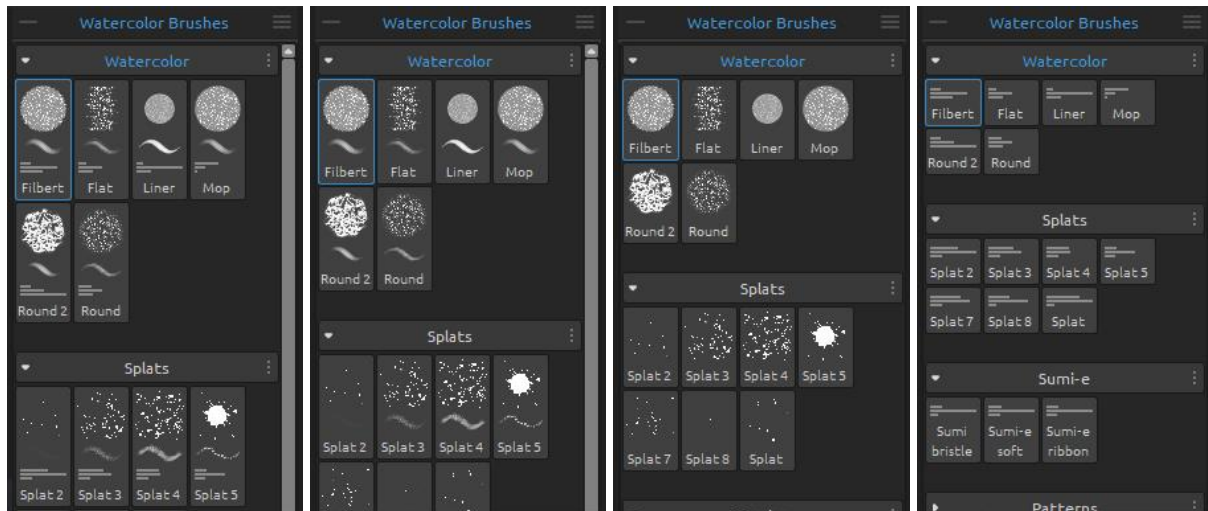 Watercolor Brushes
Watercolor
Filbert Flat Liner Mop
Round 2 Round
Splats
Splat 2 Splat 3 Splat 4 Splat 5
Watercolor Brushes
Watercolor
Filbert Flat Liner Mop
Round 2 Round
Splats
Splat 2 Splat 3 Splat 4 Splat 5
Watercolor Brushes
Watercolor
Filbert Flat Liner Mop
Round 2 Round
Splats
Splat 2 Splat 3 Splat 4 Splat 5
Splat 7 Splat 8 Splat
Watercolor Brushes
Watercolor
Filbert Flat Liner Mop
Round 2 Round
Splats
Splat 2 Splat 3 Splat 4 Splat 5
Splat 7 Splat 8 Splat
Sumi-e
Sumi bristle Sumi-e soft Sumi-e ribbon
Patterns